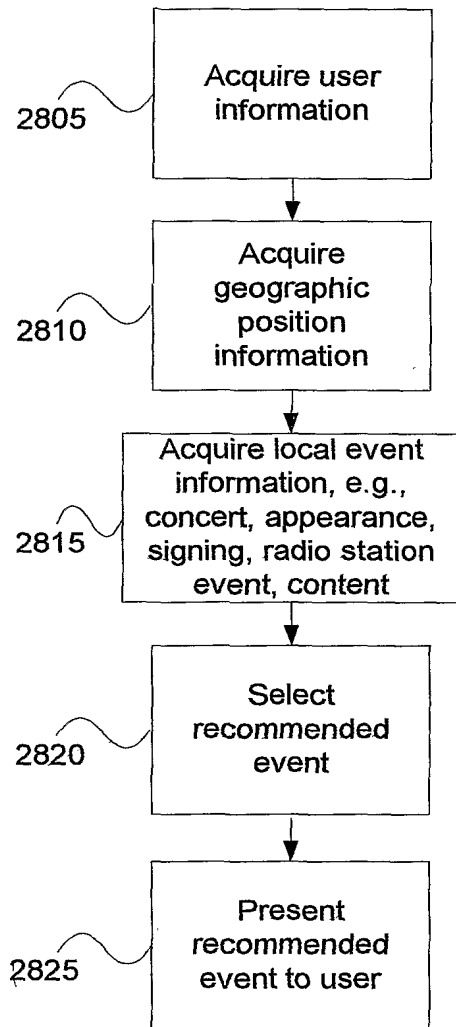 Acquire user
information
2805
Acquire
geographic
position
information
2810
Acquire local event
information, e.g.,
concert, appearance,
signing, radio station
event, content
2815
Select
recommended
event
2820
Present
recommended
event to user
2825